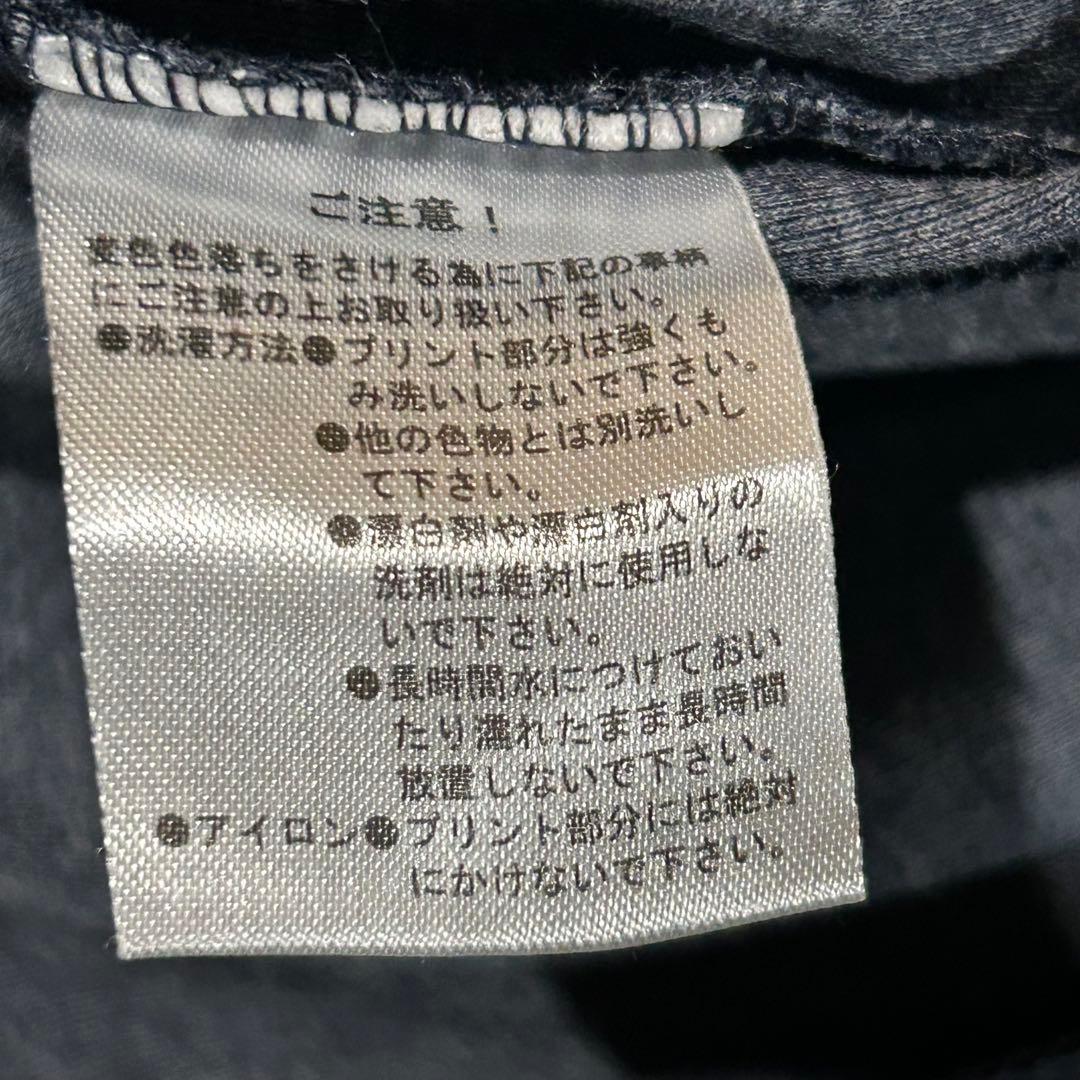 ご注意！
変色色落ちをさける為に下記の事柄
にご注意の上お取り扱い下さい。
●洗濯方法●プリント部分は強くも
み洗いしないで下さい。
●他の色物とは別洗いし
て下さい。
●漂白剤や漂白剤入りの
洗剤は絶対に使用しな
いで下さい。
●長時間水につけておい
たり濡れたまま長時間
放置しないで下さい。
●アイロン●プリント部分には絶対
にかけないで下さい。